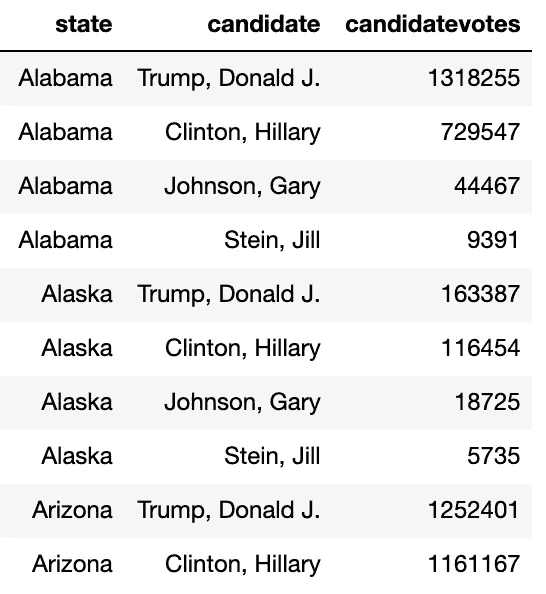 state candidate candidatevotes
Alabama Trump, Donald J. 1318255
Alabama Clinton, Hillary 729547
Alabama Johnson, Gary 44467
Alabama Stein, Jill 9391
Alaska Trump, Donald J. 163387
Alaska Clinton, Hillary 116454
Alaska Johnson, Gary 18725
Alaska Stein, Jill 5735
Arizona Trump, Donald J. 1252401
Arizona Clinton, Hillary 1161167